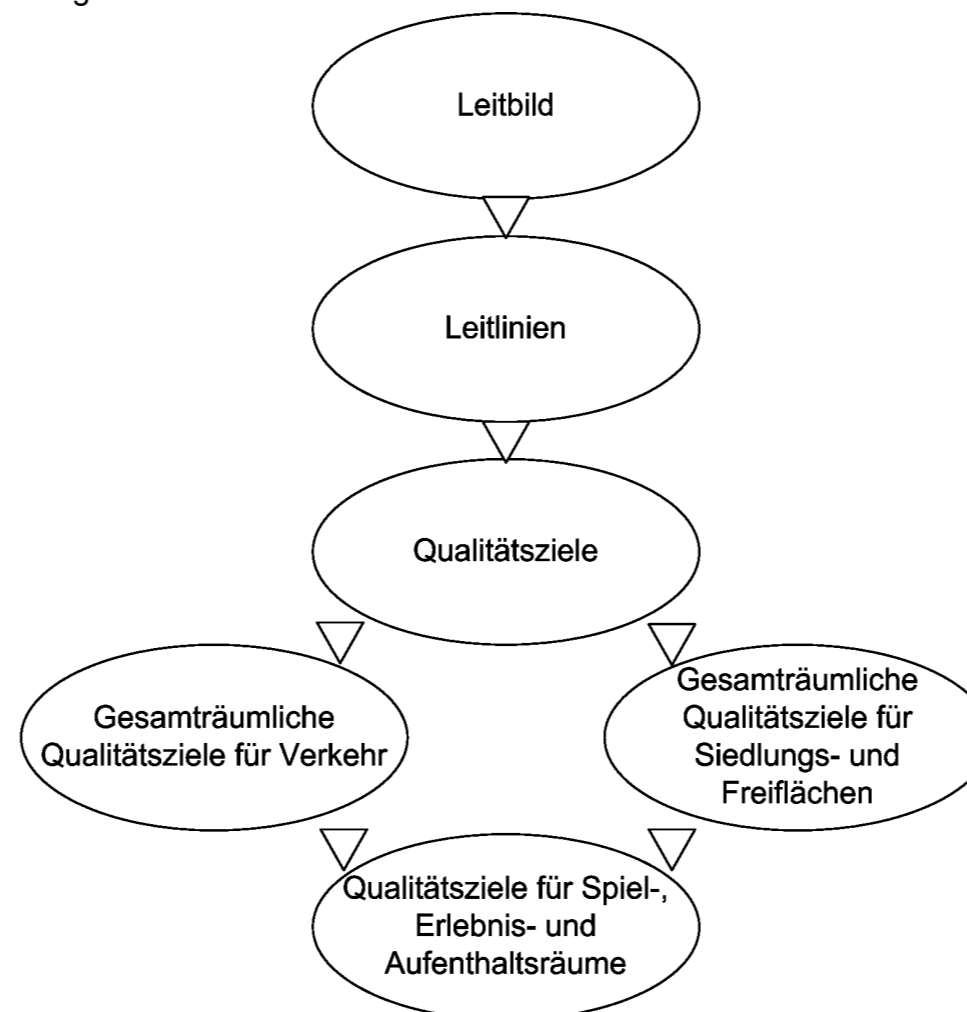 Leitbild
Leitlinien
Qualitätsziele
Gesamträumliche
Qualitätsziele für Verkehr
Gesamträumliche
Qualitätsziele für
Siedlungs- und
Freiflächen
Qualitätsziele für Spiel-,
Erlebnis- und
Aufenthaltsräume